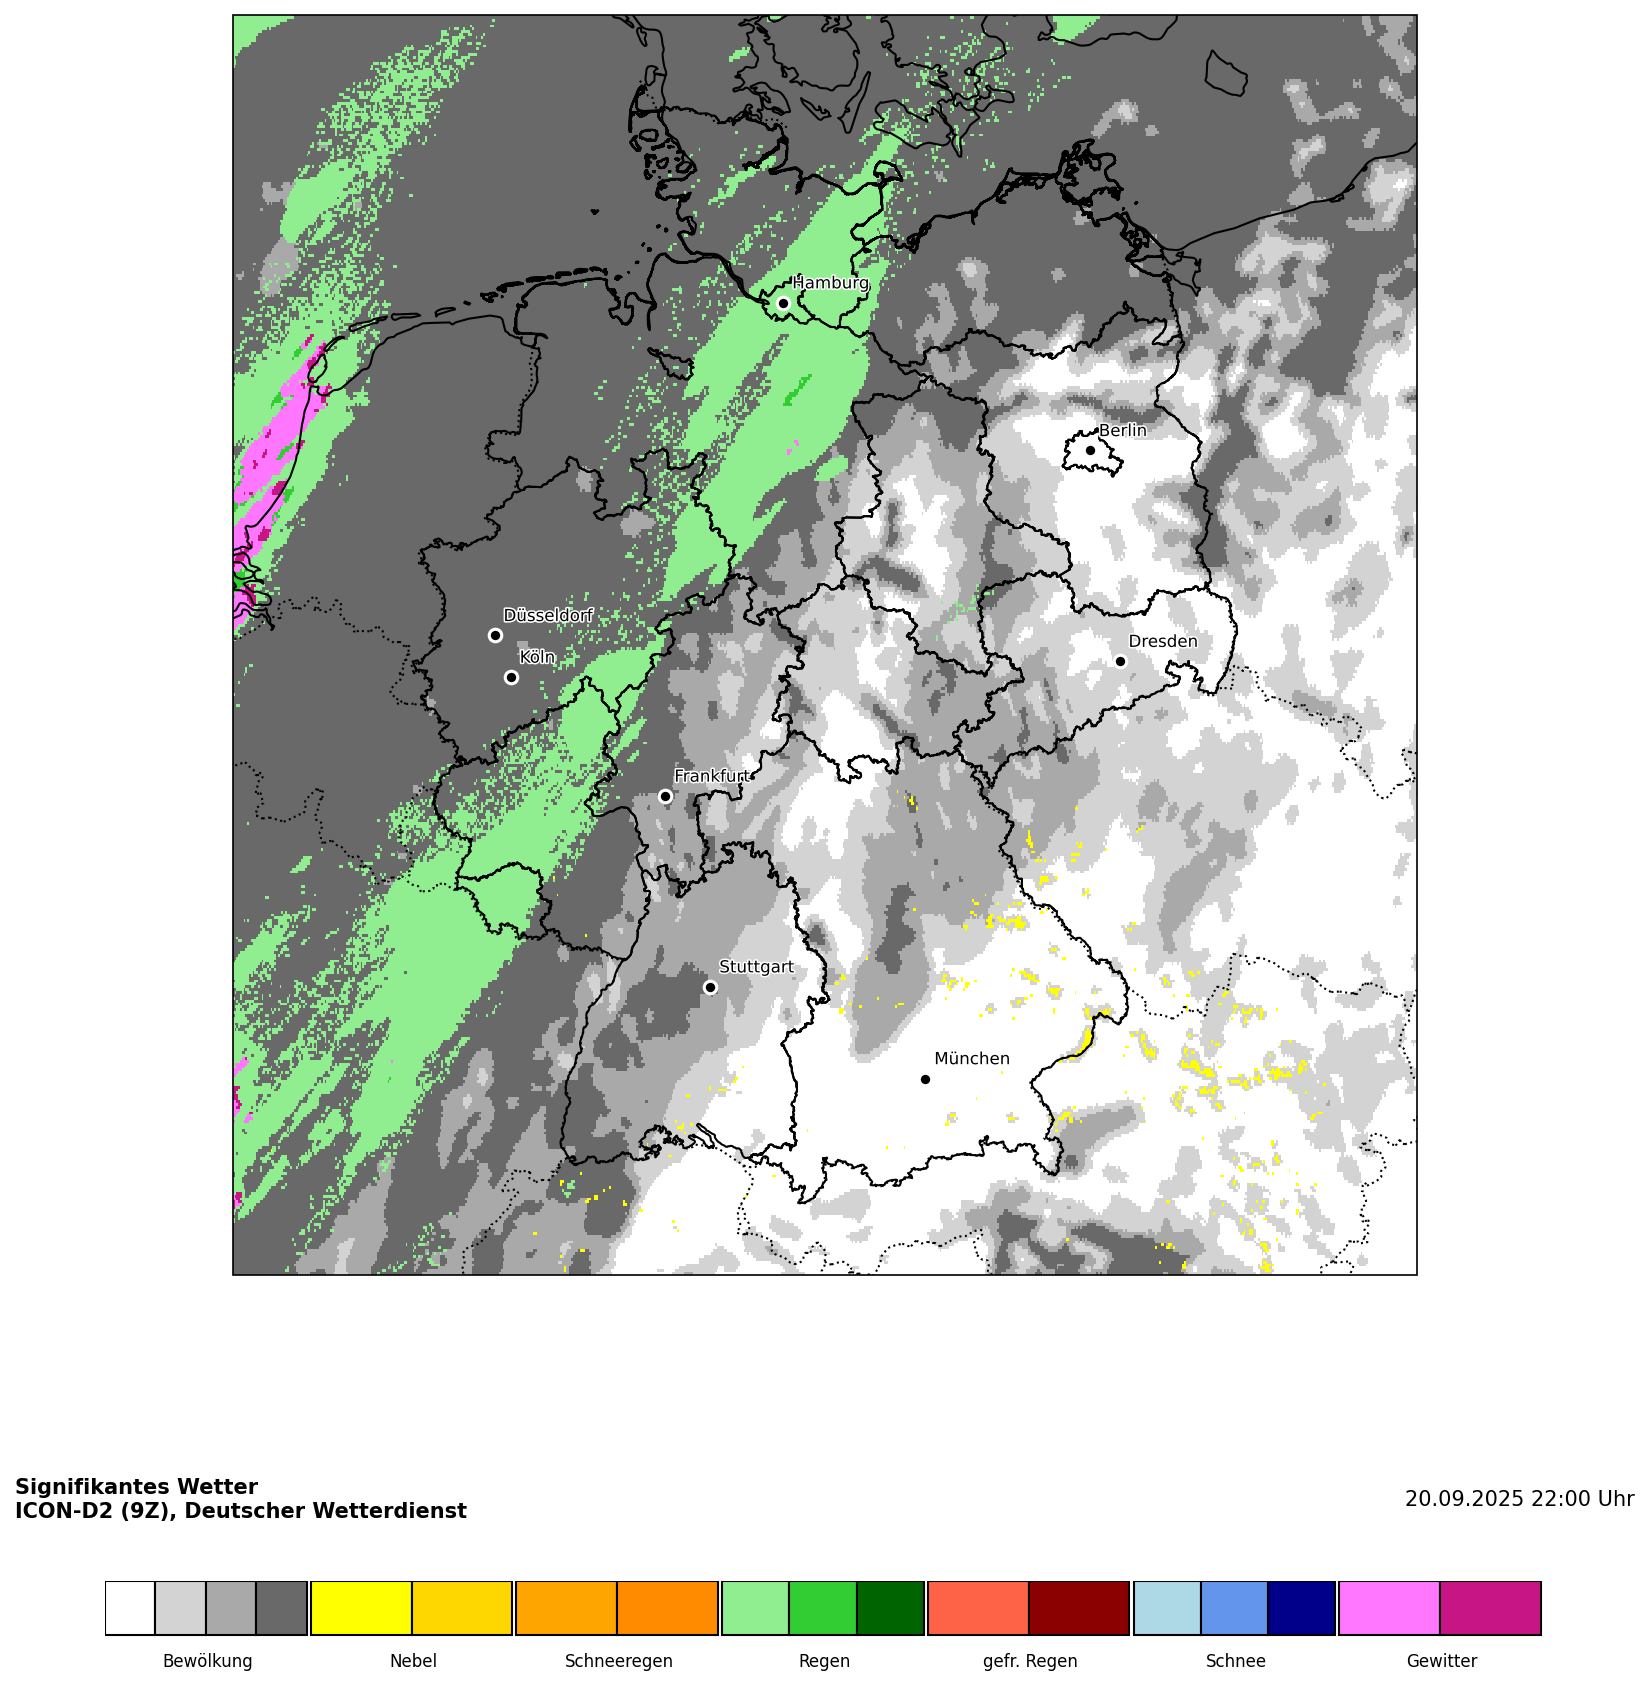 Hamburg
Berlin
Düsseldorf
Köln
Dresden
Frankfurt
Stuttgart
München
Signifikantes Wetter
ICON-D2 (9Z), Deutscher Wetterdienst
20.09.2025 22:00 Uhr
Bewölkung
Nebel
Schneeregen
Regen
gefr. Regen
Schnee
Gewitter